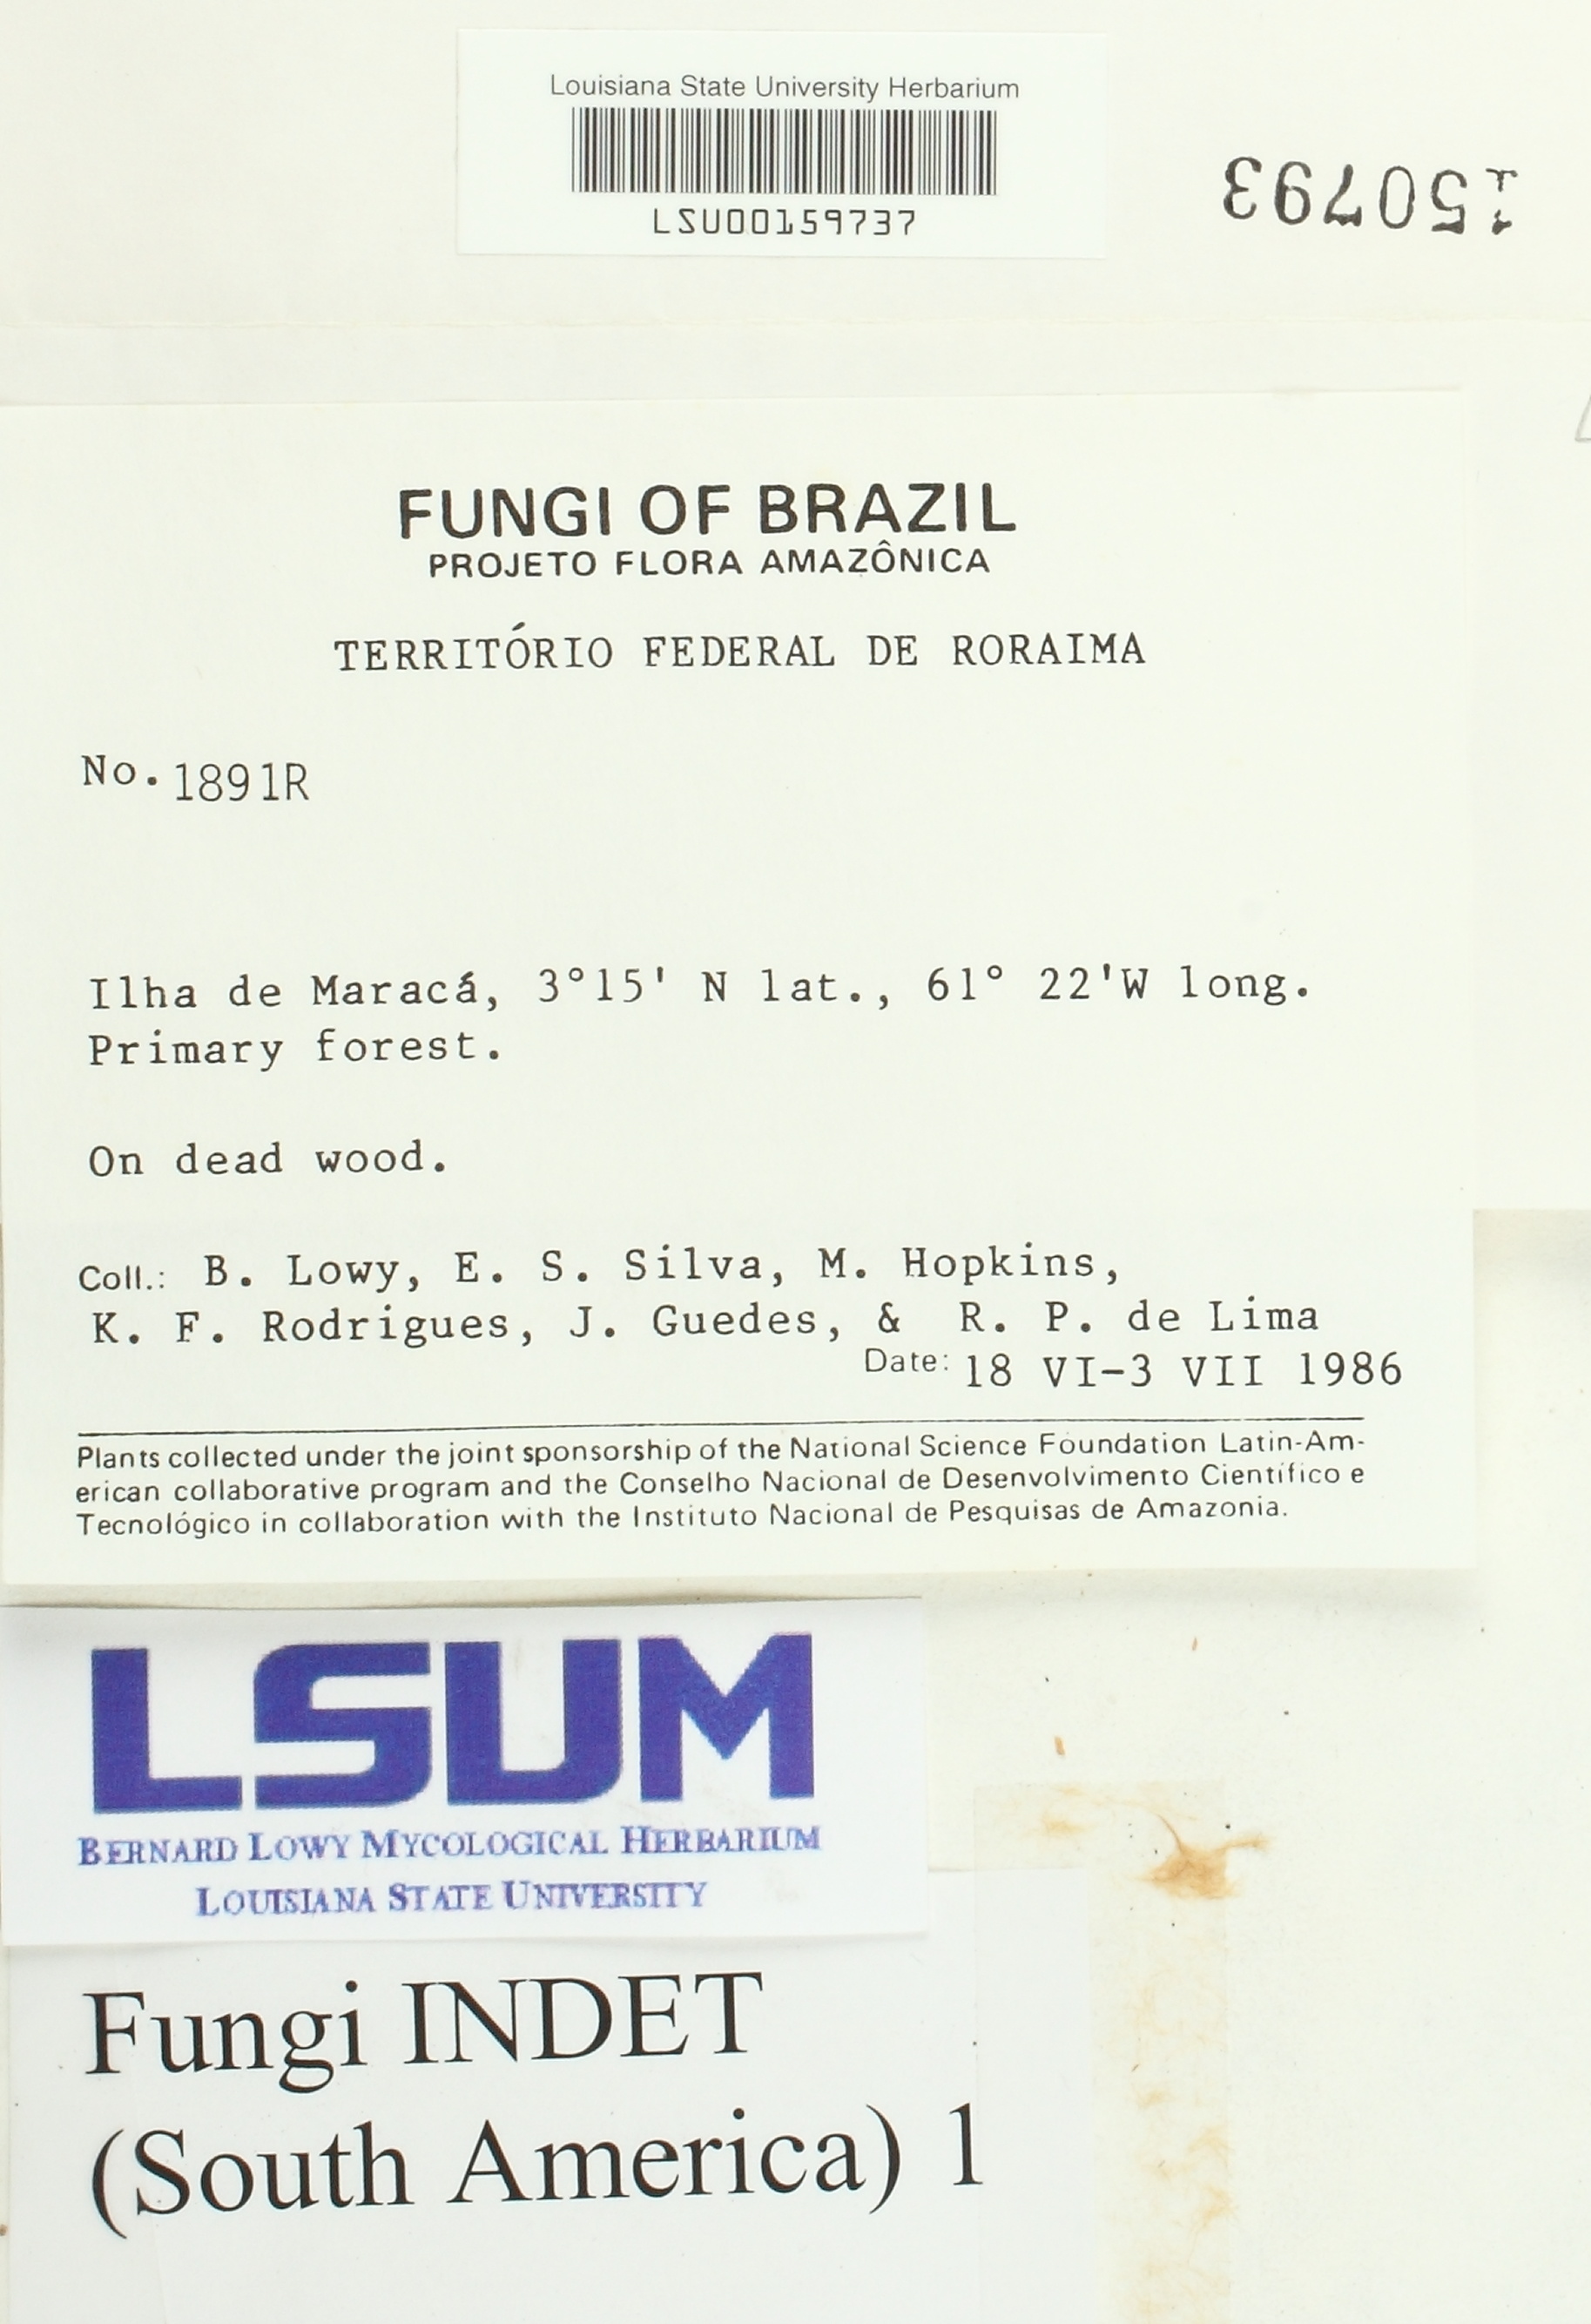 Louisiana State University Herbarium
LSU00159737
150793
FUNGI OF BRAZIL
PROJETO FLORA AMAZÔNICA
TERRITÓRIO FEDERAL DE RORAIMA
No. 1891R
Ilha de Maracá, 3°15' N lat., 61° 22'W long.
Primary forest.
On dead wood.
Coll.: B. Lowy, E. S. Silva, M. Hopkins,
K. F. Rodrigues, J. Guedes, & R. P. de Lima
Date: 18 VI-3 VII 1986
Plants collected under the joint sponsorship of the National Science Foundation Latin-Am-
erican collaborative program and the Conselho Nacional de Desenvolvimento Científico e
Tecnológico in collaboration with the Instituto Nacional de Pesquisas de Amazonia.
LSUM
BERNARD LOWY MYCOLOGICAL HERBARIUM
LOUISIANA STATE UNIVERSITY
Fungi INDET
(South America) 1